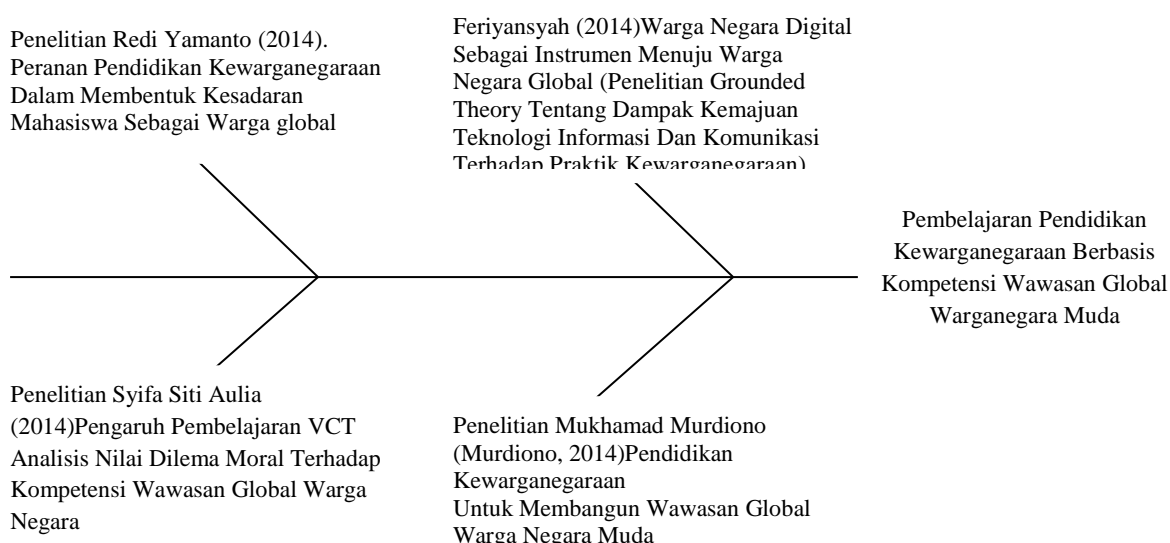 Penelitian Redi Yamanto (2014).
Peranan Pendidikan Kewarganegaraan
Dalam Membentuk Kesadaran
Mahasiswa Sebagai Warga global
Feriyansyah (2014)Warga Negara Digital
Sebagai Instrumen Menuju Warga
Negara Global (Penelitian Grounded
Theory Tentang Dampak Kemajuan
Teknologi Informasi Dan Komunikasi
Terhadap Praktik Kewarganegaraan)
Pembelajaran Pendidikan
Kewarganegaraan Berbasis
Kompetensi Wawasan Global
Warganegara Muda
Penelitian Syifa Siti Aulia
(2014)Pengaruh Pembelajaran VCT
Analisis Nilai Dilema Moral Terhadap
Kompetensi Wawasan Global Warga
Negara
Penelitian Mukhamad Murdiono
(Murdiono, 2014)Pendidikan
Kewarganegaraan
Untuk Membangun Wawasan Global
Warga Negara Muda